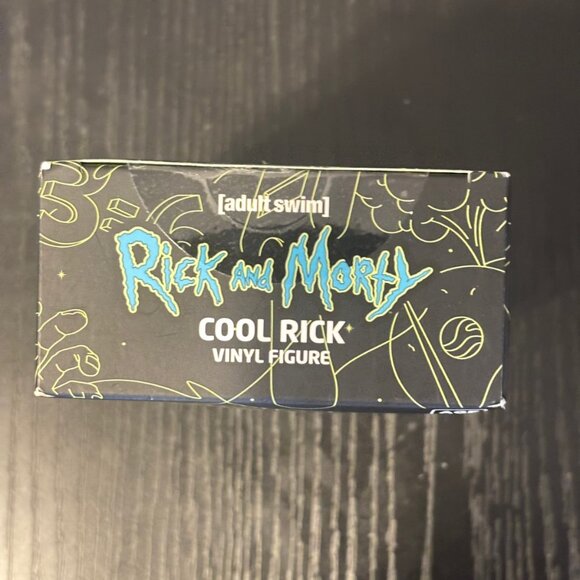 [adult swim]
RICK AND MORTY
COOL RICK
VINYL FIGURE